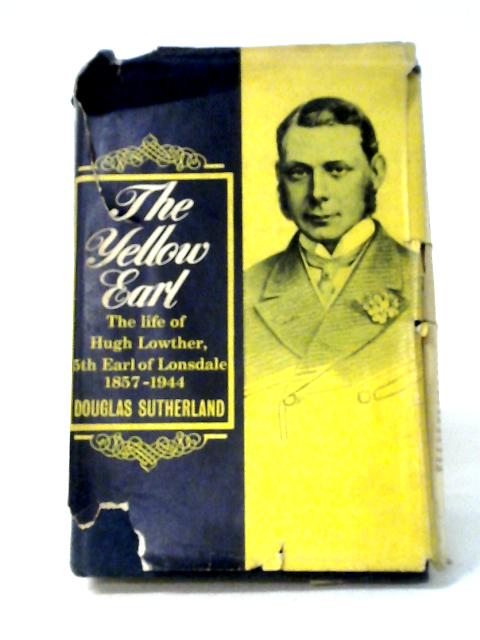 The
Yellow
Earl
The life of
Hugh Lowther,
5th Earl of Lonsdale
1857-1944
DOUGLAS SUTHERLAND